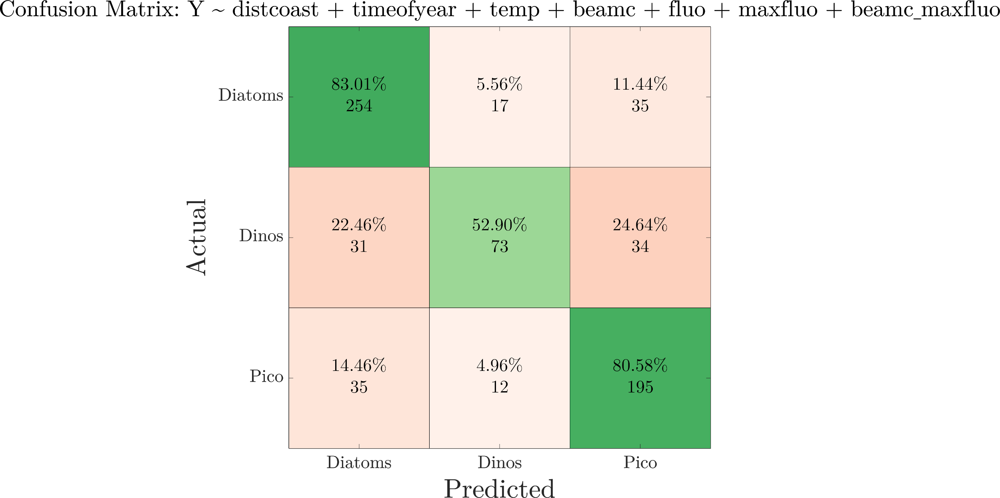 Confusion Matrix: Y ~ distcoast + timeofyear + temp + beamc + fluo + maxfluo + beamc_maxfluo
Actual
Diatoms
83.01%
254
5.56%
17
11.44%
35
Dinos
22.46%
31
52.90%
73
24.64%
34
Pico
14.46%
35
4.96%
12
80.58%
195
Diatoms
Dinos
Pico
Predicted